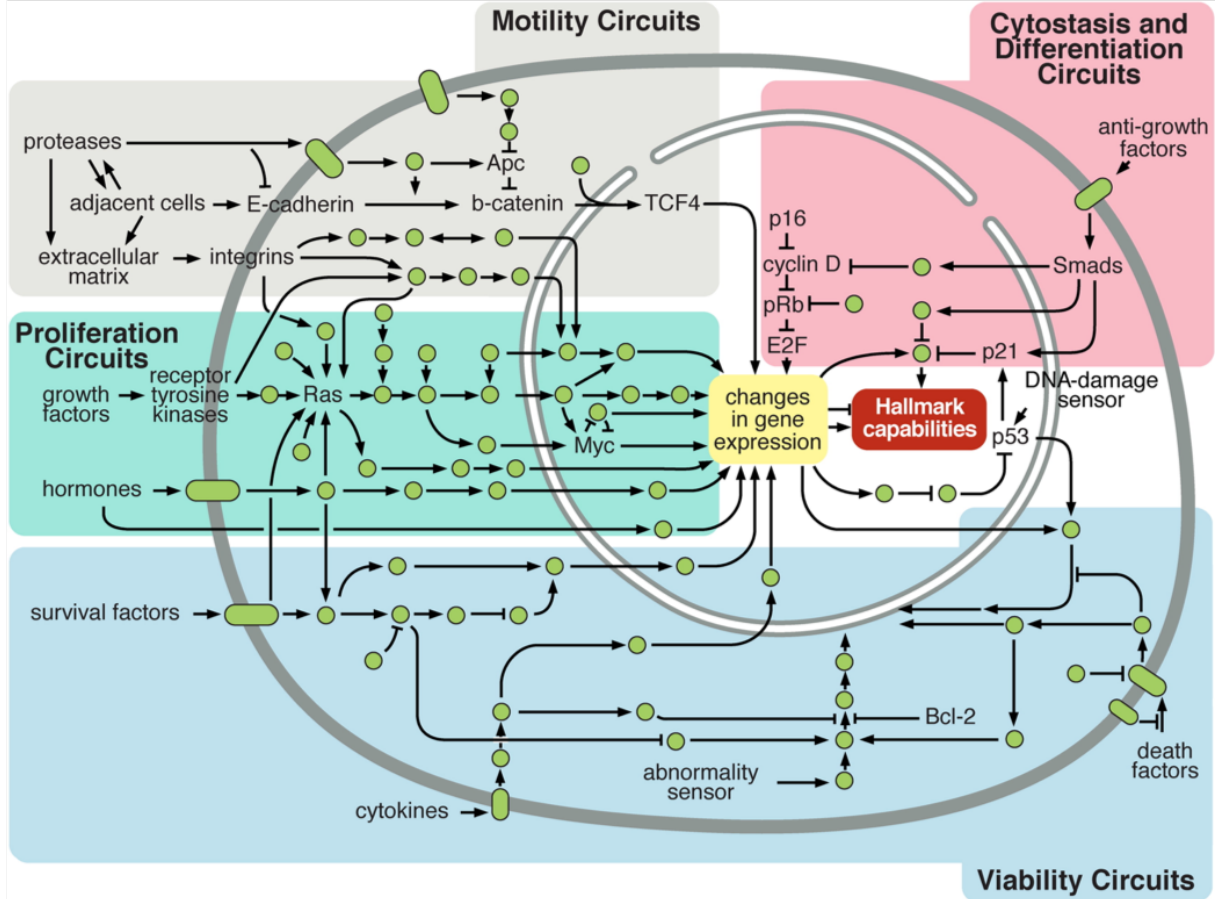 Motility Circuits
Cytostasis and
Differentiation
Circuits
proteases
Apc
anti-growth
factors
adjacent cells
E-cadherin
b-catenin
TCF4
p16
extracellular
matrix
integrins
cyclin D
Smads
pRb
Proliferation
Circuits
E2F
p21
growth
factors
receptor
tyrosine
kinases
Ras
changes
in gene
expression
Hallmark
capabilities
DNA-damage
sensor
p53
Myc
hormones
survival factors
Bcl-2
abnormality
sensor
death
factors
cytokines
Viability Circuits